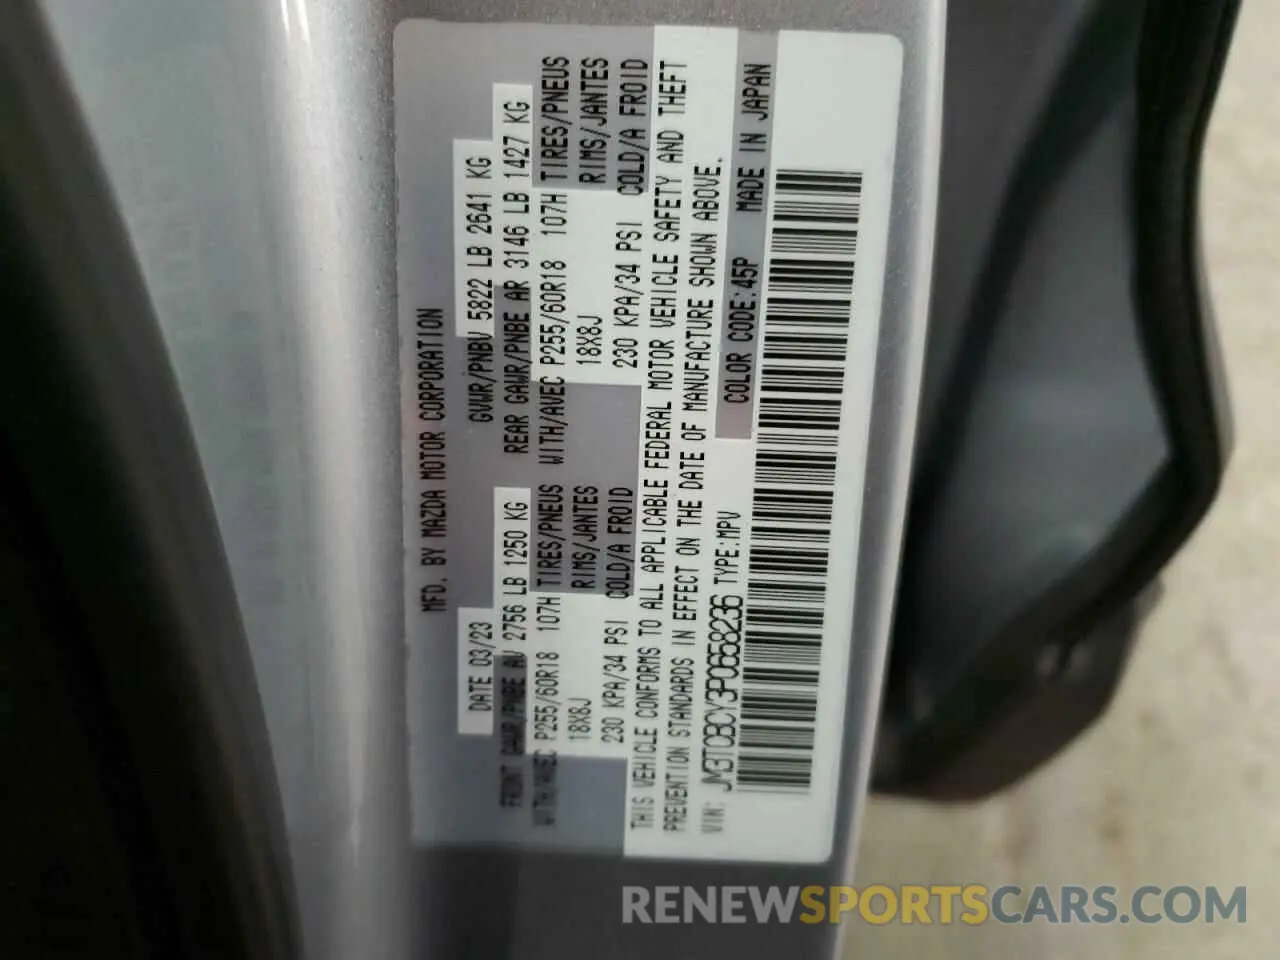 MFD. BY MAZDA MOTOR CORPORATION
DATE 03/23 GVWR/PNBV 5822 LB 2641 KG
FRONT GAWR/PNBE AV 2756 LB 1250 KG REAR GAWR/PNBE AR 3146 LB 1427 KG
WITH/AVEC P255/60R18 107H TIRES/PNEUS WITH/AVEC P255/60R18 107H TIRES/PNEUS
18X8J RIMS/JANTES 18X8J RIMS/JANTES
230 KPA/34 PSI COLD/A FROID 230 KPA/34 PSI COLD/A FROID
THIS VEHICLE CONFORMS TO ALL APPLICABLE FEDERAL MOTOR VEHICLE SAFETY AND THEFT
PREVENTION STANDARDS IN EFFECT ON THE DATE OF MANUFACTURE SHOWN ABOVE.
VIN: JM3TCBCY3P0658236 TYPE:MPV COLOR CODE:45P MADE IN JAPAN
RENEWSPORTSCARS.COM